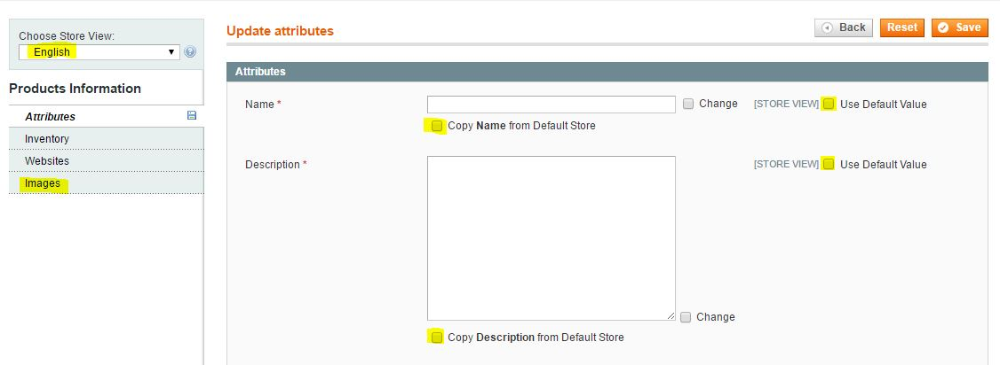 Choose Store View:
English
Products Information
Attributes
Inventory
Websites
Images
Update attributes
Back Reset Save
Attributes
Name * Change [STORE VIEW] Use Default Value
Copy Name from Default Store
Description * [STORE VIEW] Use Default Value
Change
Copy Description from Default Store